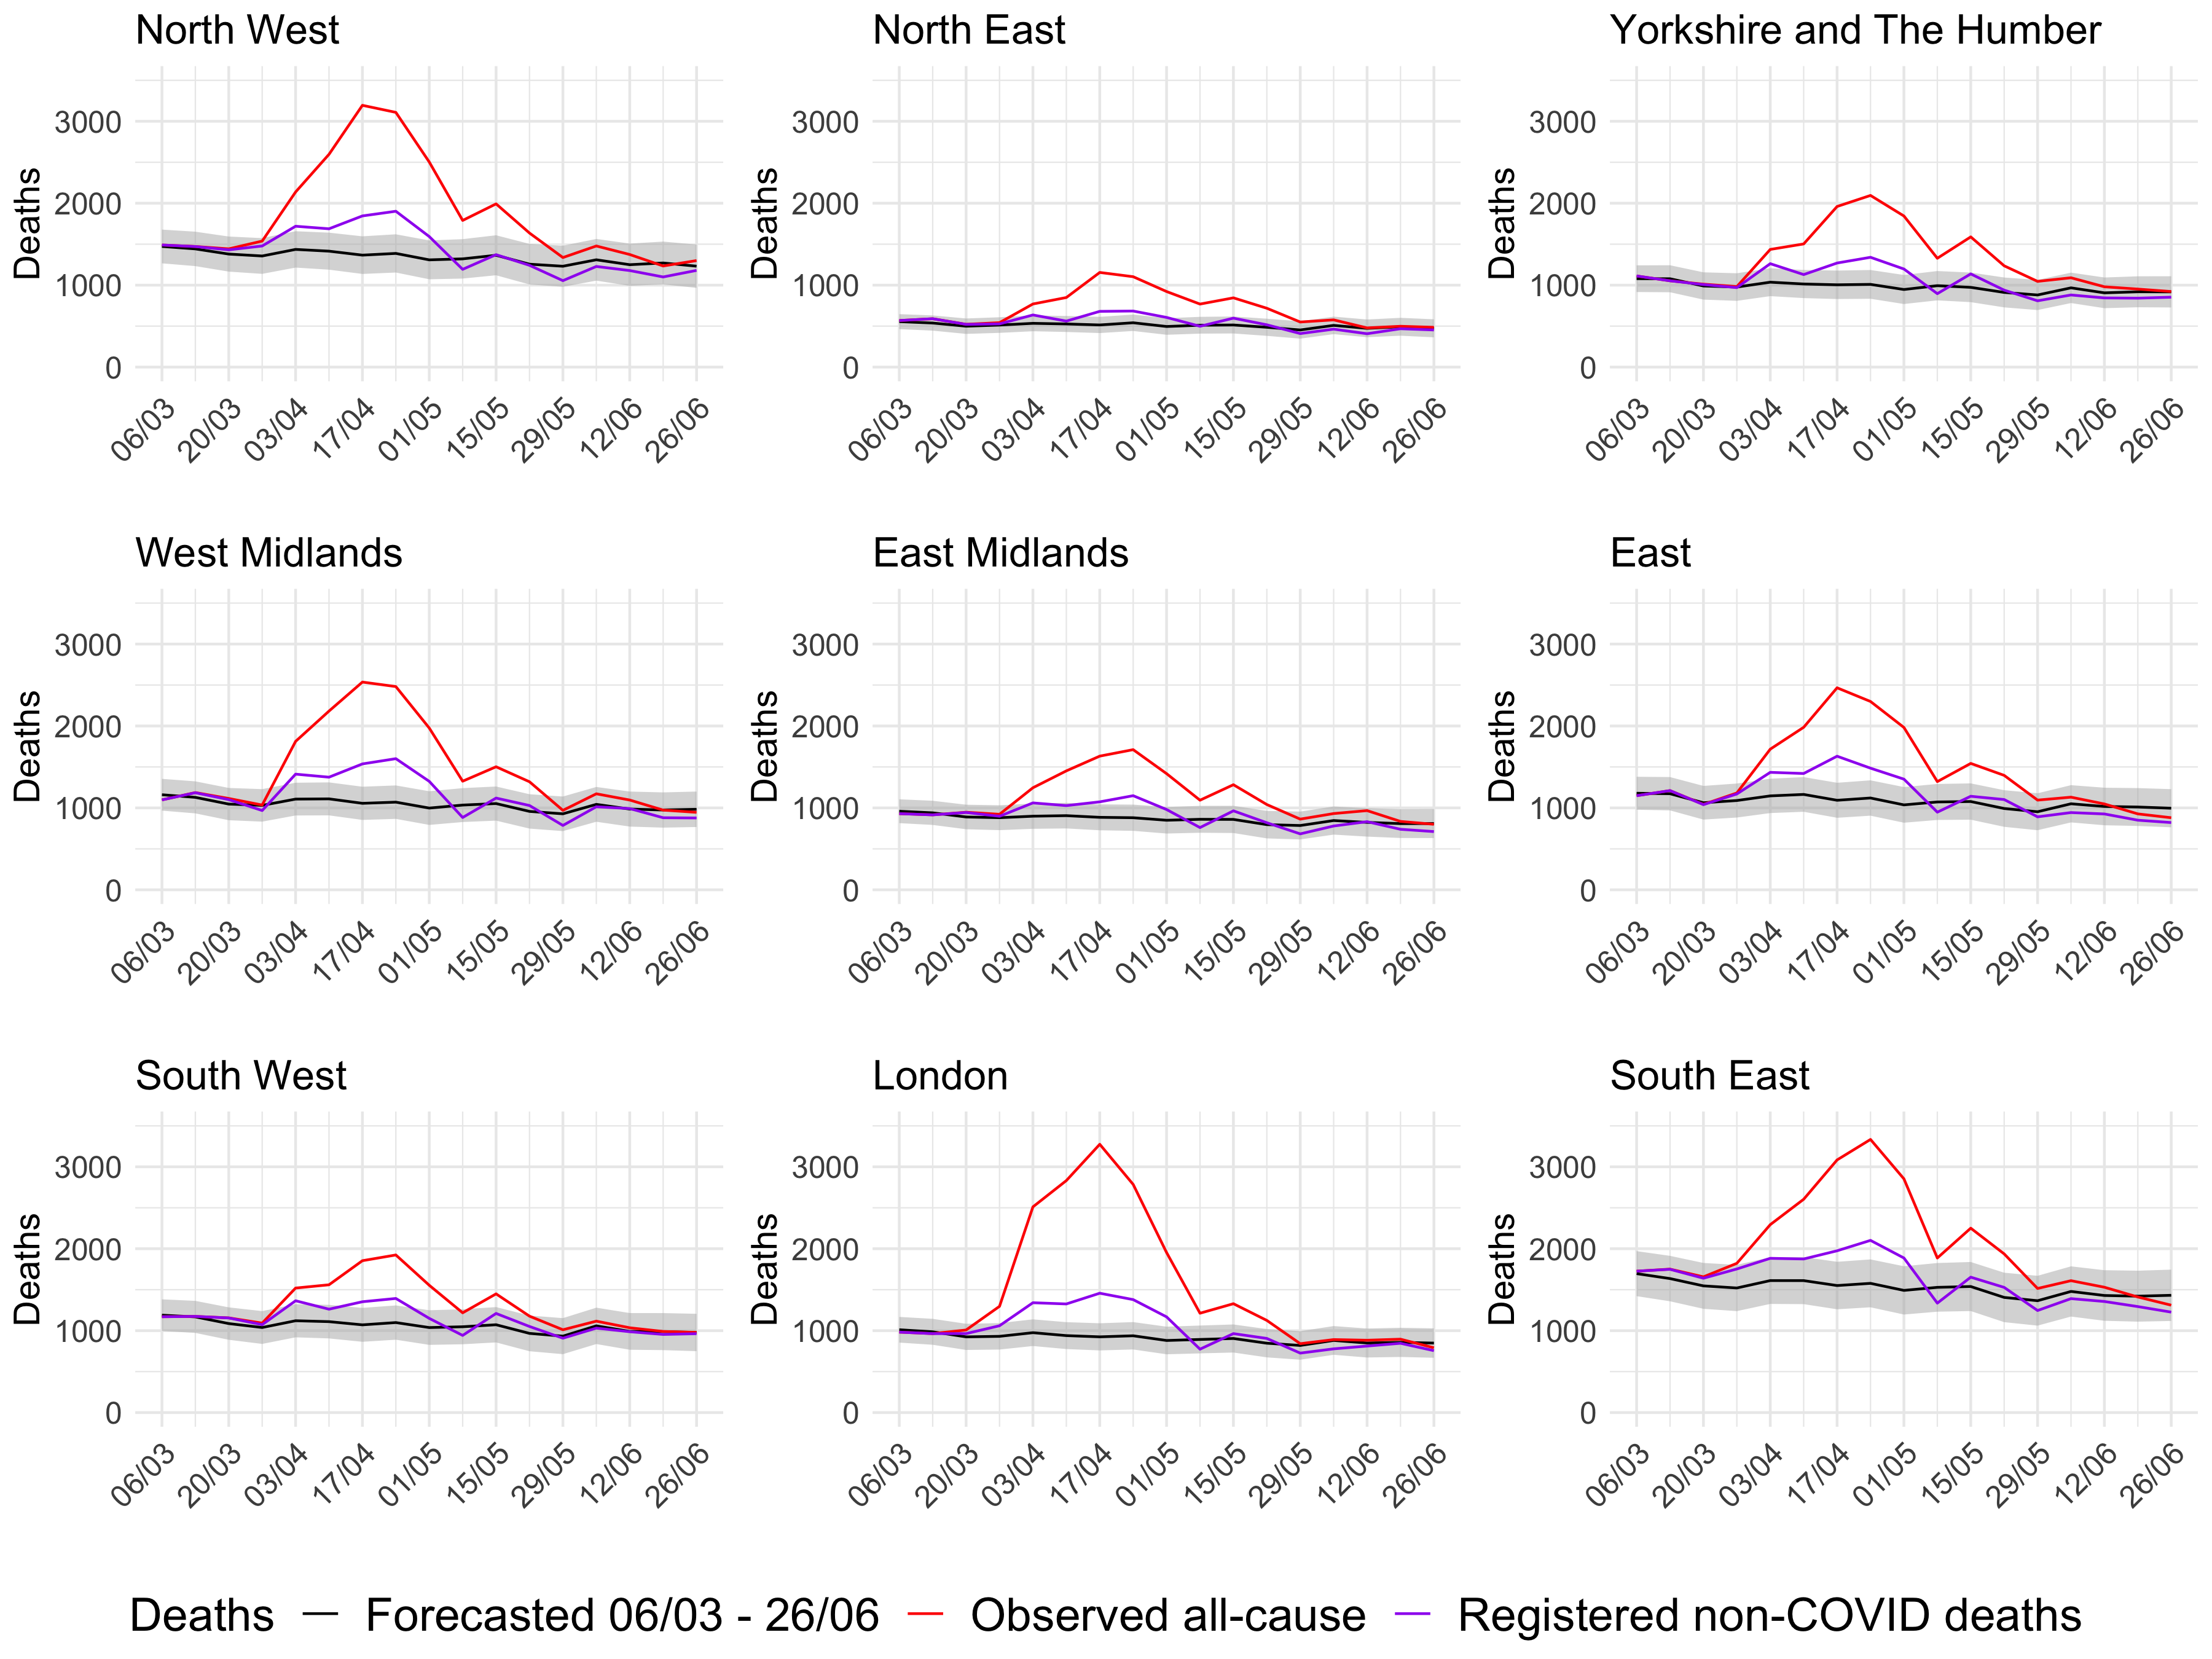 North West
North East
Yorkshire and The Humber
Deaths
3000
2000
1000
0
06/03 20/03 03/04 17/04 01/05 15/05 29/05 12/06 26/06
Deaths
3000
2000
1000
0
06/03 20/03 03/04 17/04 01/05 15/05 29/05 12/06 26/06
Deaths
3000
2000
1000
0
06/03 20/03 03/04 17/04 01/05 15/05 29/05 12/06 26/06
West Midlands
East Midlands
East
Deaths
3000
2000
1000
0
06/03 20/03 03/04 17/04 01/05 15/05 29/05 12/06 26/06
Deaths
3000
2000
1000
0
06/03 20/03 03/04 17/04 01/05 15/05 29/05 12/06 26/06
Deaths
3000
2000
1000
0
06/03 20/03 03/04 17/04 01/05 15/05 29/05 12/06 26/06
South West
London
South East
Deaths
3000
2000
1000
0
06/03 20/03 03/04 17/04 01/05 15/05 29/05 12/06 26/06
Deaths
3000
2000
1000
0
06/03 20/03 03/04 17/04 01/05 15/05 29/05 12/06 26/06
Deaths
3000
2000
1000
0
06/03 20/03 03/04 17/04 01/05 15/05 29/05 12/06 26/06
Deaths Forecasted 06/03 - 26/06 Observed all-cause Registered non-COVID deaths